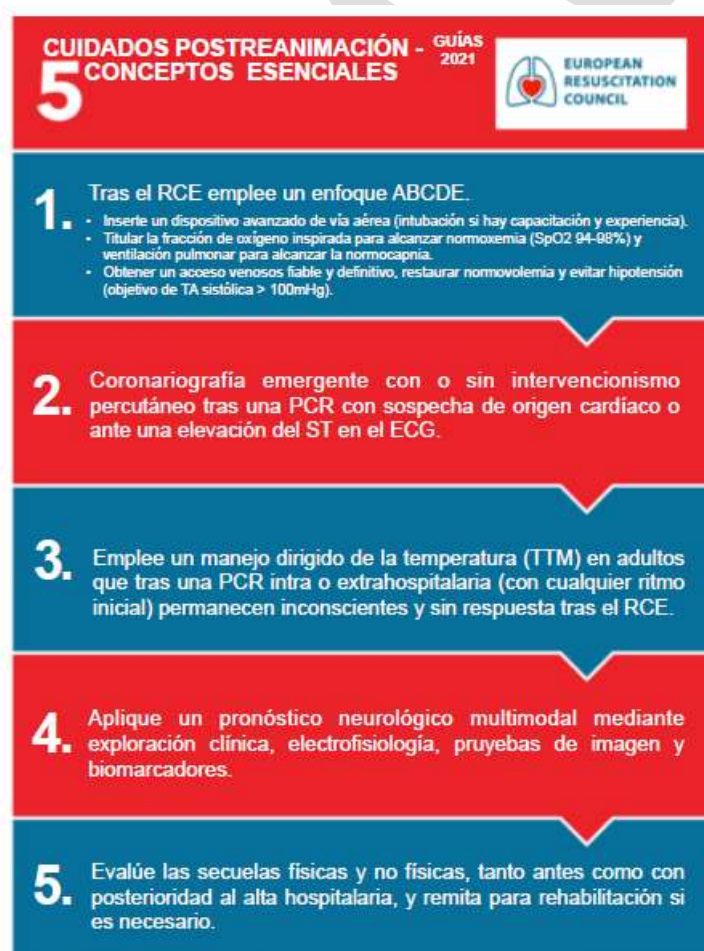 CUIDADOS POSTREANIMACIÓN - GUÍAS 2021
5 CONCEPTOS ESENCIALES
EUROPEAN
RESUSCITATION
COUNCIL
1. Tras el RCE emplee un enfoque ABCDE.
• Inserte un dispositivo avanzado de vía aérea (intubación si hay capacitación y experiencia).
• Titular la fracción de oxígeno inspirada para alcanzar normoxemia (SpO2 94-98%) y
ventilación pulmonar para alcanzar la normocapnia.
• Obtener un acceso venosos fiable y definitivo, restaurar normovolemia y evitar hipotensión
(objetivo de TA sistólica > 100mHg).
2. Coronariografía emergente con o sin intervencionismo
percutáneo tras una PCR con sospecha de origen cardíaco o
ante una elevación del ST en el ECG.
3. Emplee un manejo dirigido de la temperatura (TTM) en adultos
que tras una PCR intra o extrahospitalaria (con cualquier ritmo
inicial) permanecen inconscientes y sin respuesta tras el RCE.
4. Aplique un pronóstico neurológico multimodal mediante
exploración clínica, electrofisiología, pruyebas de imagen y
biomarcadores.
5. Evalúe las secuelas físicas y no físicas, tanto antes como con
posterioridad al alta hospitalaria, y remita para rehabilitación si
es necesario.